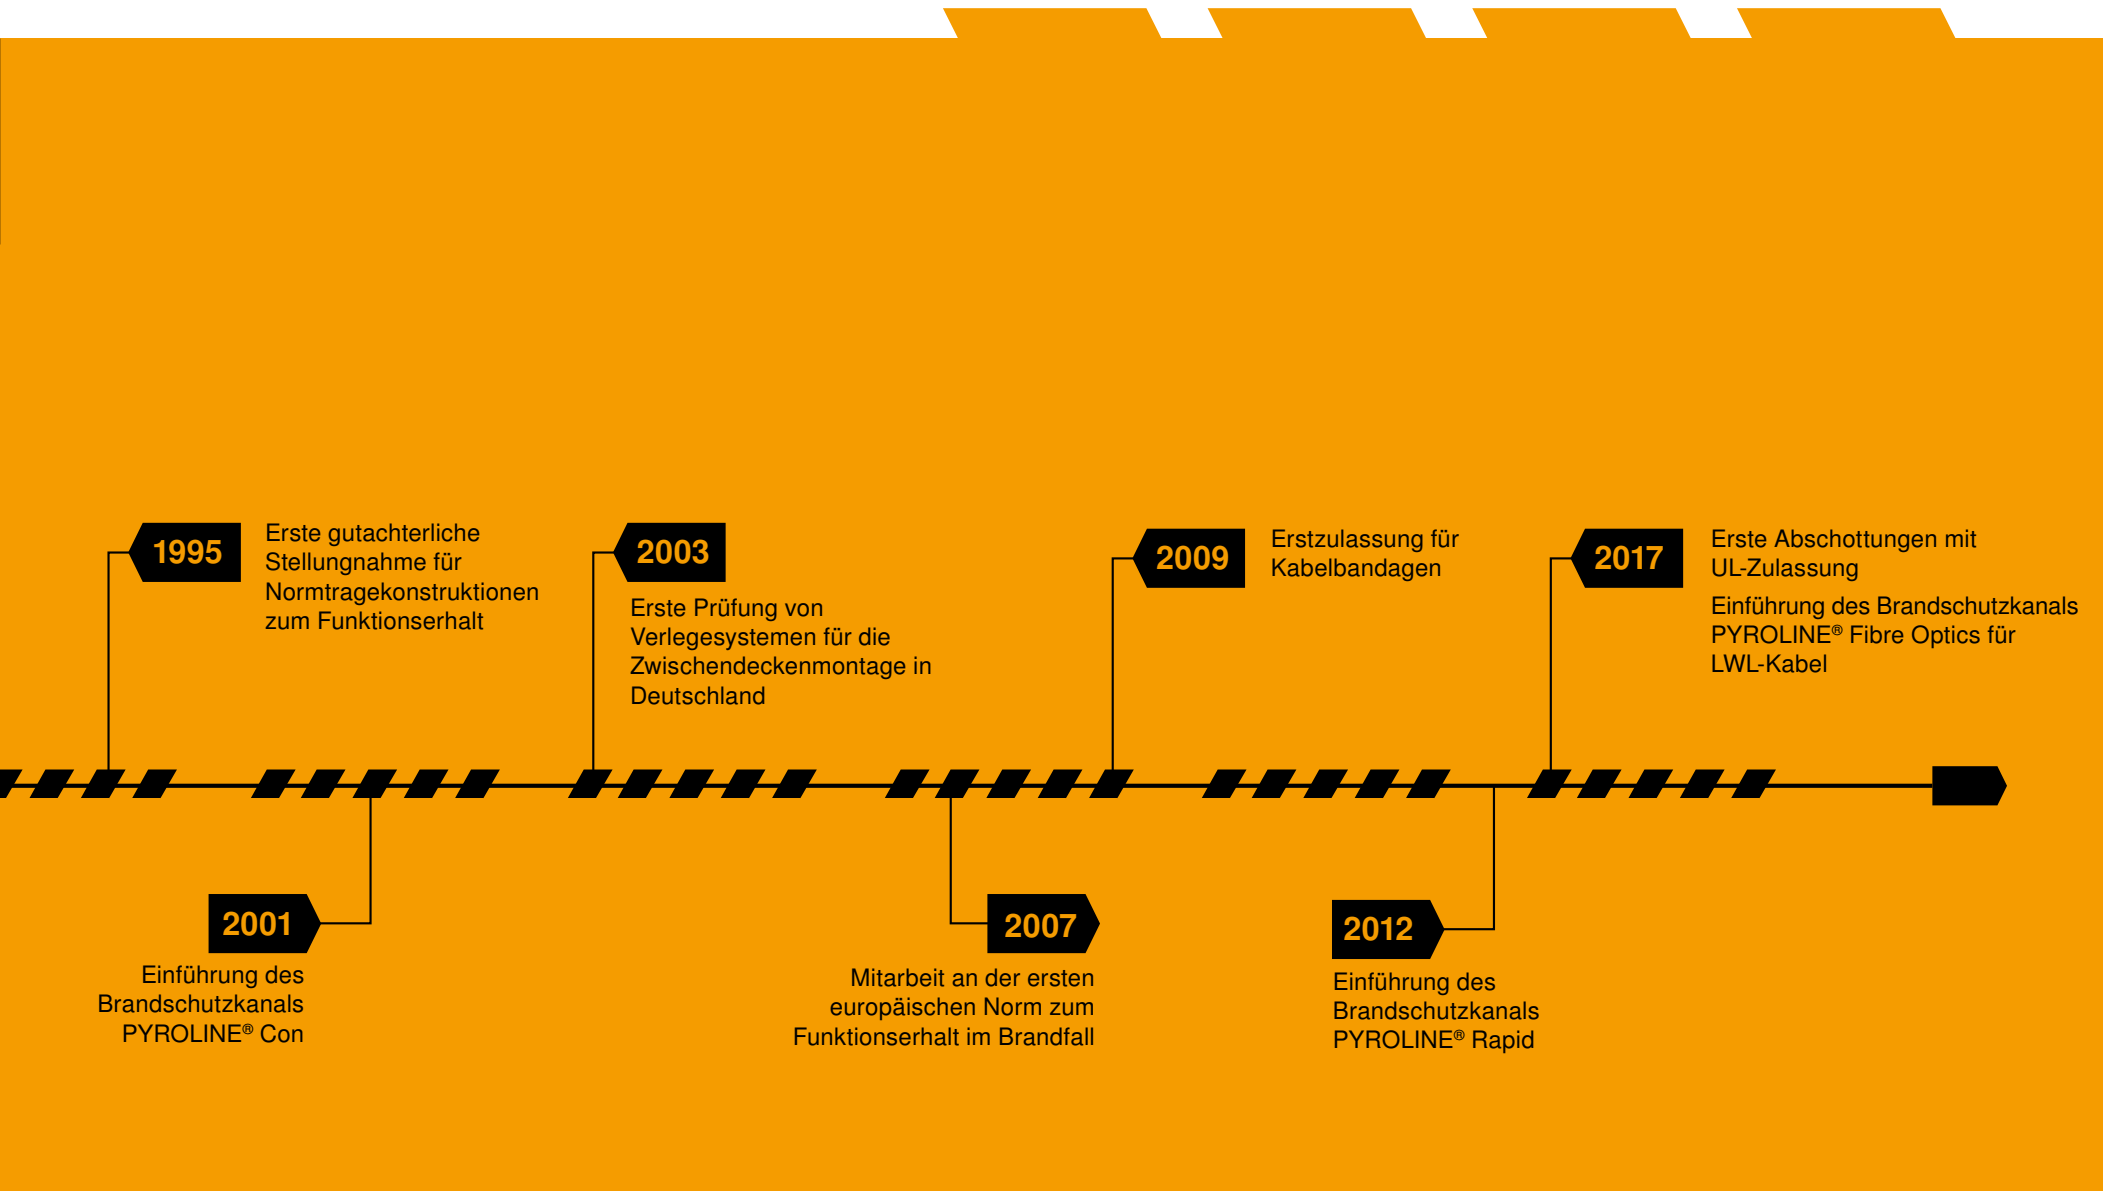 1995
Erste gutachterliche
Stellungnahme für
Normtragekonstruktionen
zum Funktionserhalt
2001
Einführung des
Brandschutzkanals
PYROLINE® Con
2003
Erste Prüfung von
Verlegesystemen für die
Zwischendeckenmontage in
Deutschland
2007
Mitarbeit an der ersten
europäischen Norm zum
Funktionserhalt im Brandfall
2009
Erstzulassung für
Kabelbandagen
2012
Einführung des
Brandschutzkanals
PYROLINE® Rapid
2017
Erste Abschottungen mit
UL-Zulassung
Einführung des Brandschutzkanals
PYROLINE® Fibre Optics für
LWL-Kabel